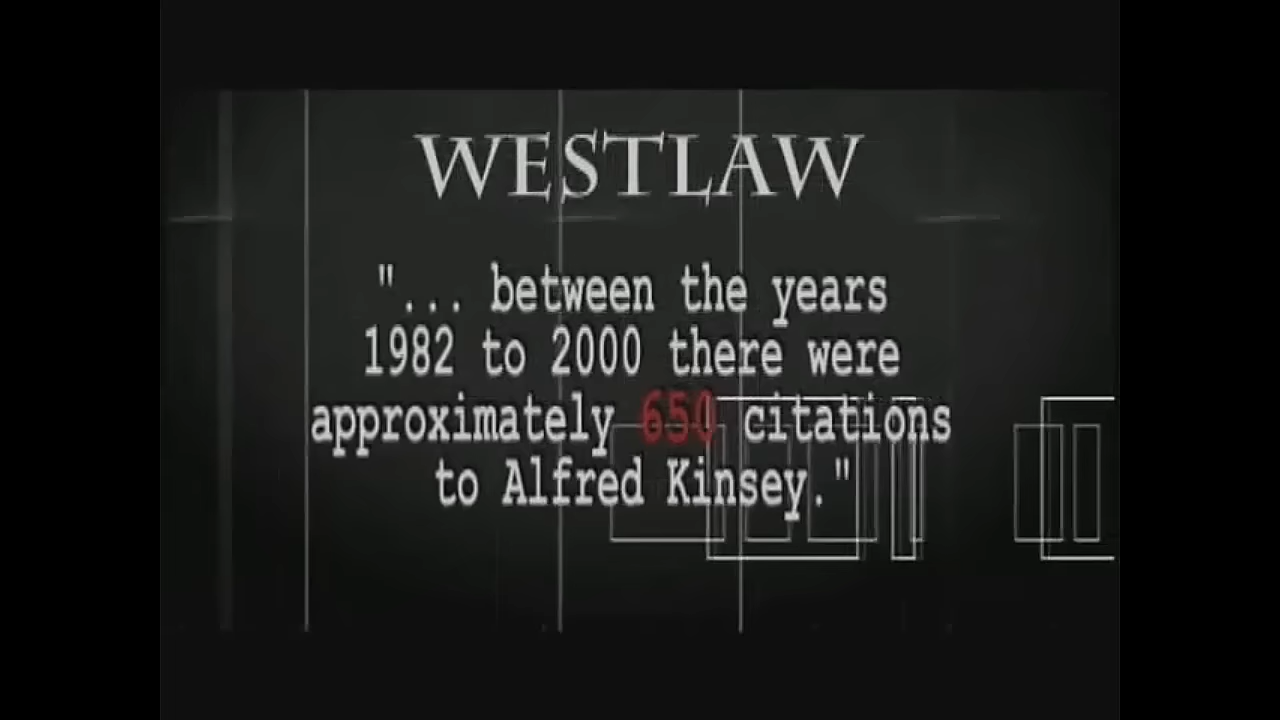 WESTLAW
"... between the years
1982 to 2000 there were
approximately 650 citations
to Alfred Kinsey."